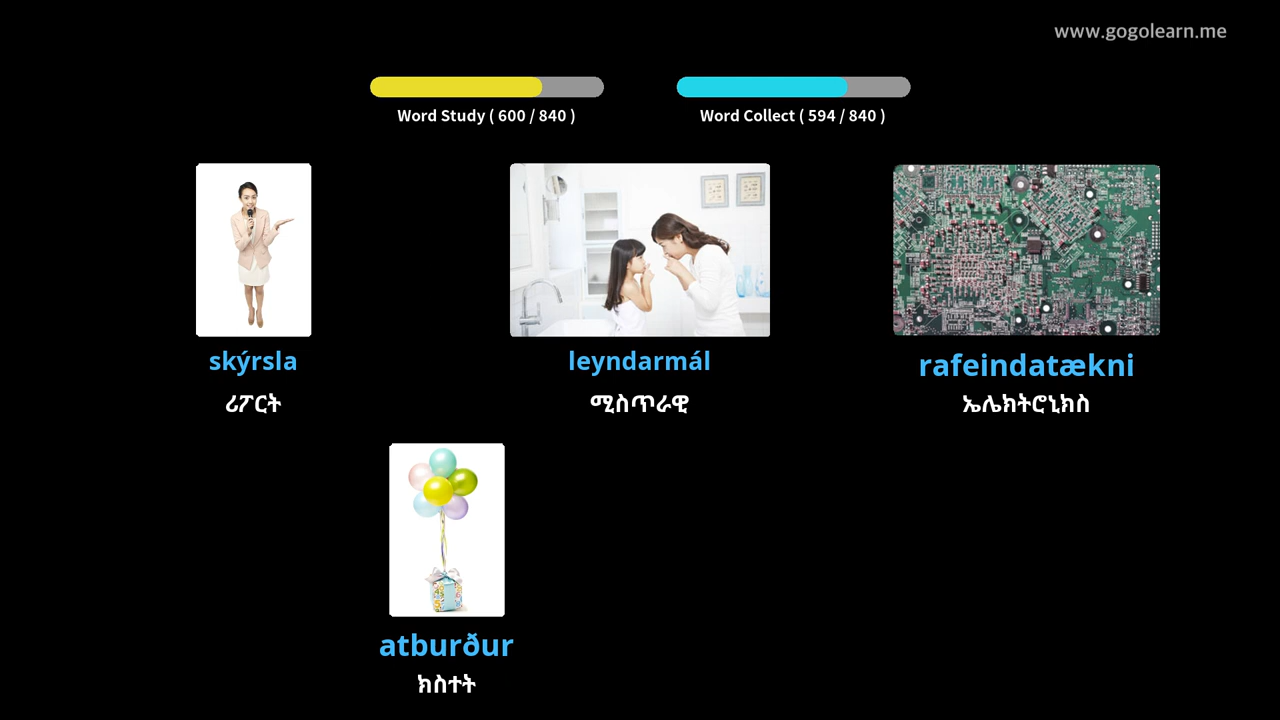 www.gogolearn.me
Word Study ( 600 / 840 )
Word Collect ( 594 / 840 )
skýrsla
leyndarmál
rafeindatækni
ሪፖርት
ሚስጥራዊ
ኤሌክትሮኒክስ
atburður
ክስተት